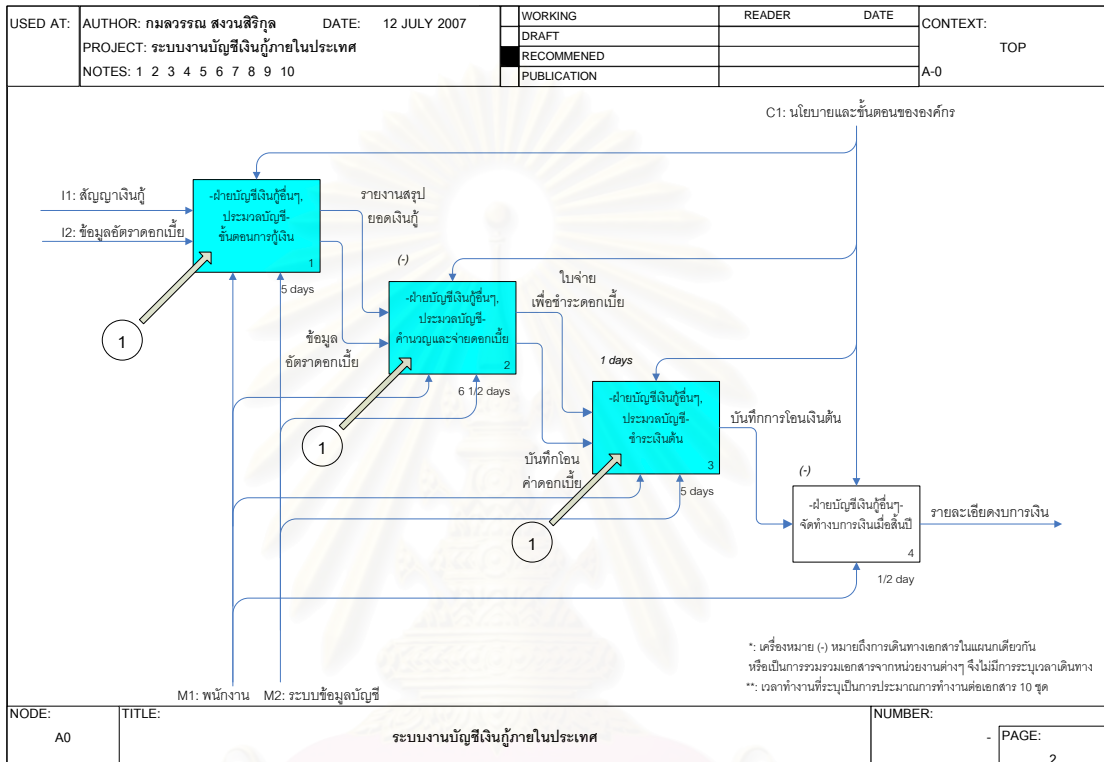 USED AT:
AUTHOR: กมลวรรณ สงวนสิริกุล DATE: 12 JULY 2007
PROJECT: ระบบงานบัญชีเงินกู้ภายในประเทศ
NOTES: 1 2 3 4 5 6 7 8 9 10
WORKING READER DATE
DRAFT
RECOMMENED
PUBLICATION
CONTEXT:
TOP
A-0
C1: นโยบายและขั้นตอนขององค์กร
I1: สัญญาเงินกู้
I2: ข้อมูลอัตราดอกเบี้ย
-ฝ่ายบัญชีเงินกู้อื่นๆ,
ประมวลบัญชี-
ขั้นตอนการกู้เงิน
1
5 days
รายงานสรุป
ยอดเงินกู้
(-)
1
ข้อมูล
อัตราดอกเบี้ย
-ฝ่ายบัญชีเงินกู้อื่นๆ,
ประมวลบัญชี-
คำนวญและจ่ายดอกเบี้ย
2
6 1/2 days
ใบจ่าย
เพื่อชำระดอกเบี้ย
1 days
1
บันทึกโอน
ค่าดอกเบี้ย
-ฝ่ายบัญชีเงินกู้อื่นๆ,
ประมวลบัญชี-
ชำระเงินต้น
3
5 days
บันทึกการโอนเงินต้น
(-)
1
-ฝ่ายบัญชีเงินกู้อื่นๆ-
จัดทำงบการเงินเมื่อสิ้นปี
4
1/2 day
รายละเอียดงบการเงิน
*: เครื่องหมาย (-) หมายถึงการเดินทางเอกสารในแผนกเดียวกัน
หรือเป็นการรวมรวมเอกสารจากหน่วยงานต่างๆ จึงไม่มีการระบุเวลาเดินทาง
**: เวลาทำงานที่ระบุเป็นการประมาณการทำงานต่อเอกสาร 10 ชุด
M1: พนักงาน M2: ระบบข้อมูลบัญชี
NODE:
A0
TITLE:
ระบบงานบัญชีเงินกู้ภายในประเทศ
NUMBER:
-
PAGE:
2